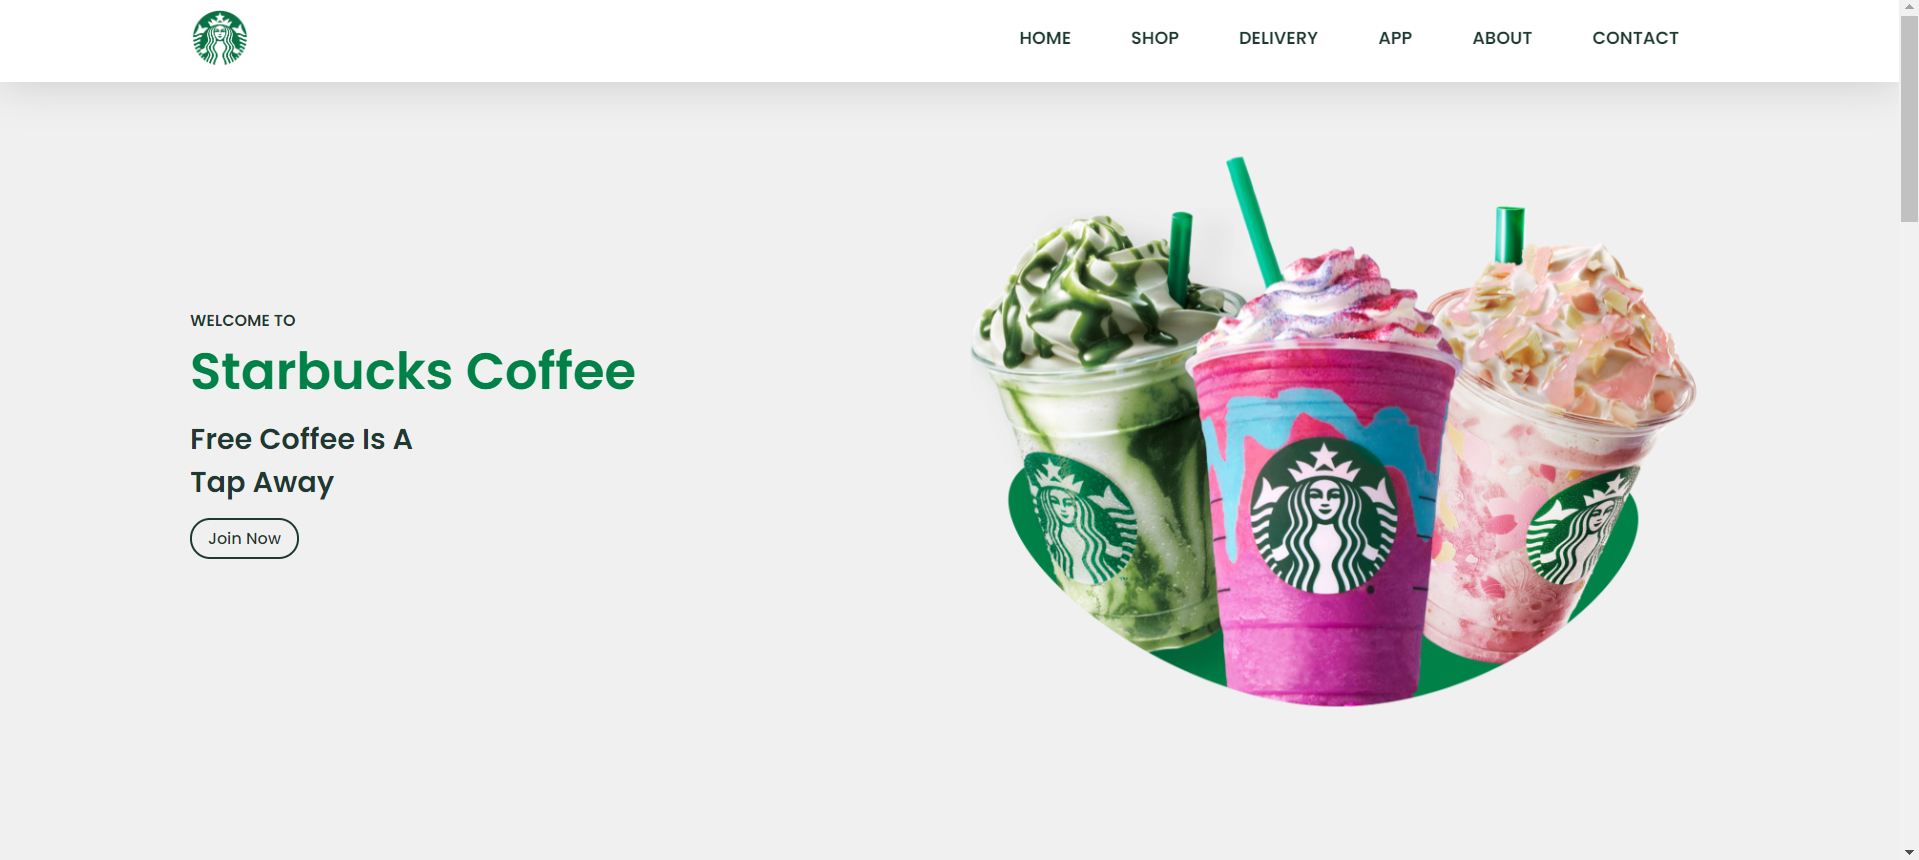 HOME SHOP DELIVERY APP ABOUT CONTACT
WELCOME TO
Starbucks Coffee
Free Coffee Is A
Tap Away
Join Now